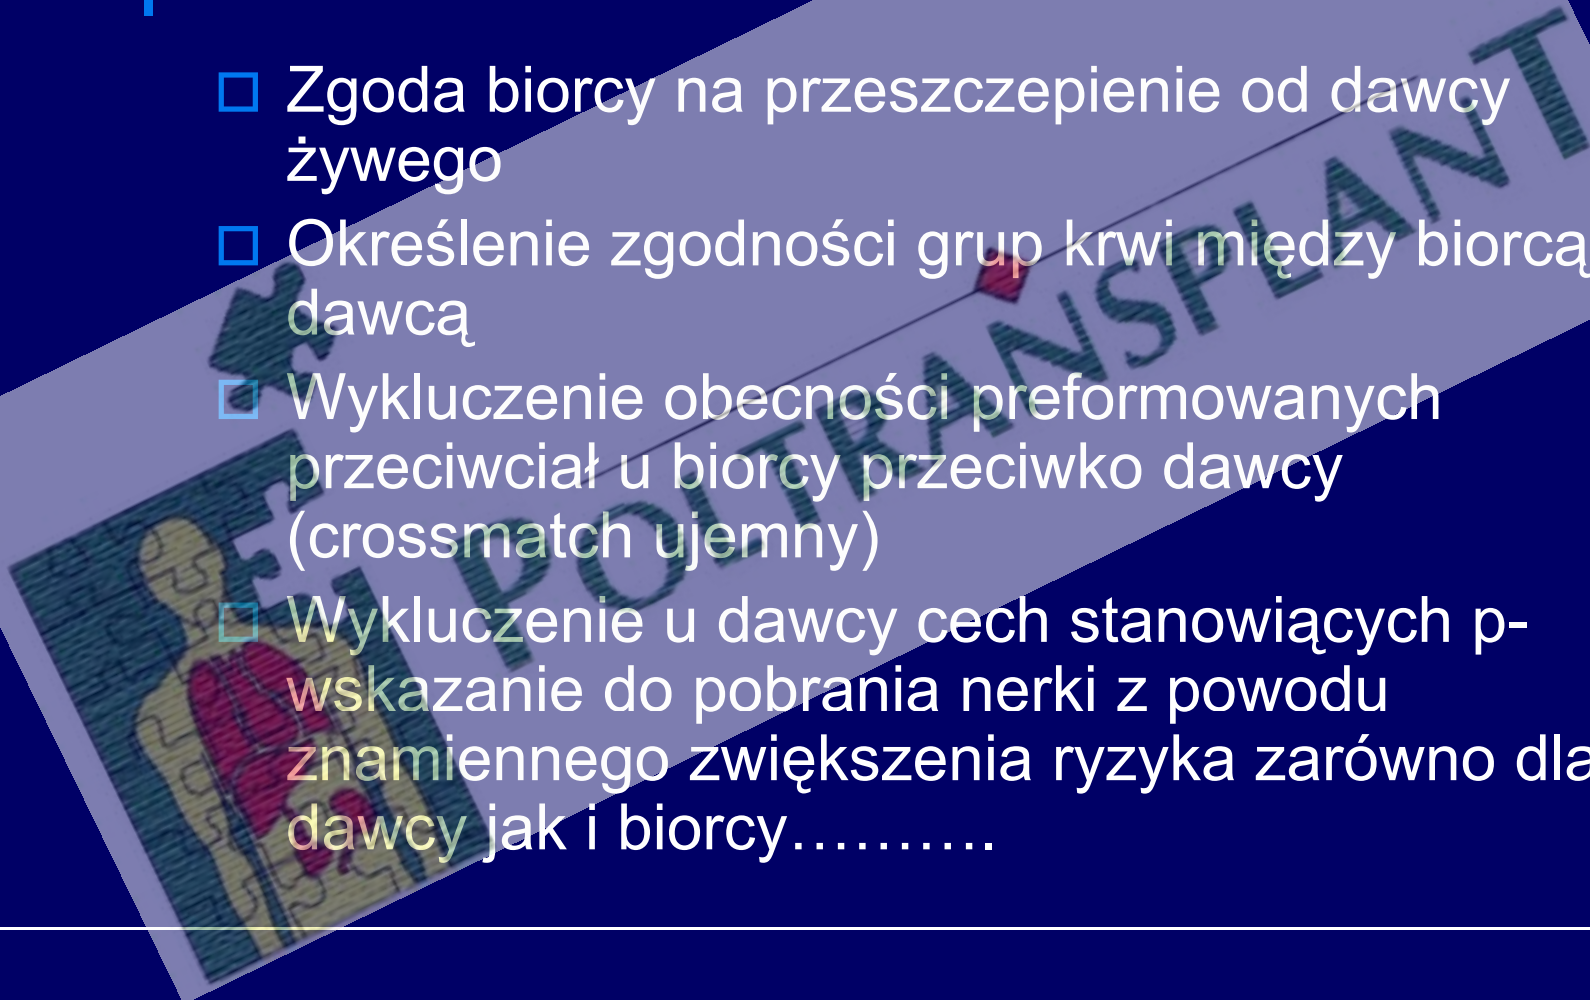 Zgoda biorcy na przeszczepienie od dawcy
żywego
Określenie zgodności grup krwi między biorcą
dawcą
Wykluczenie obecności preformowanych
przeciwciał u biorcy przeciwko dawcy
(crossmatch ujemny)
Wykluczenie u dawcy cech stanowiących p-
wskazanie do pobrania nerki z powodu
znamiennego zwiększenia ryzyka zarówno dla
dawcy jak i biorcy……….
POLTRANSPLANT